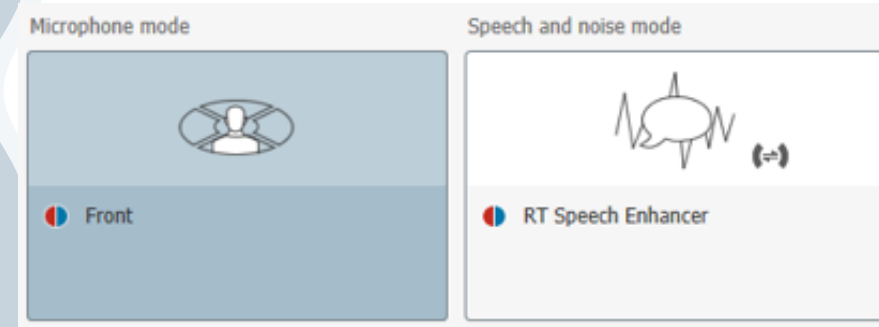 Microphone mode
Speech and noise mode
Front
RT Speech Enhancer